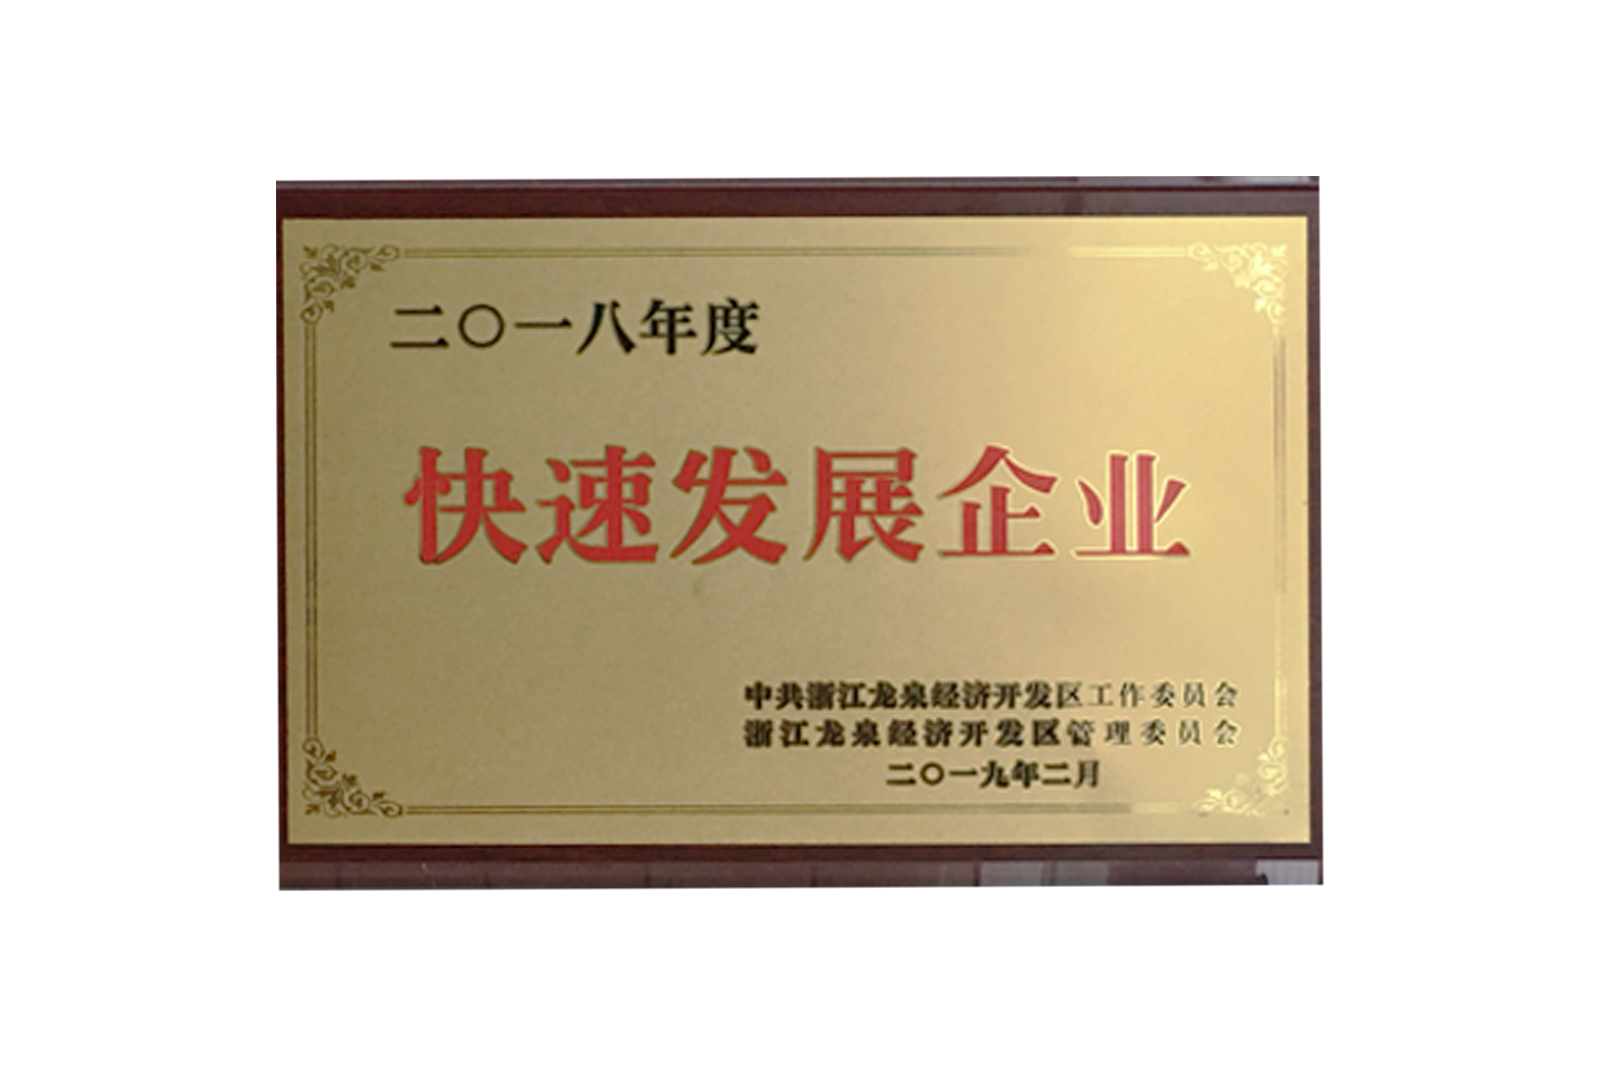 二〇一八年度
快速发展企业
中共浙江龙泉经济开发区工作委员会
浙江龙泉经济开发区管理委员会
二〇一九年二月